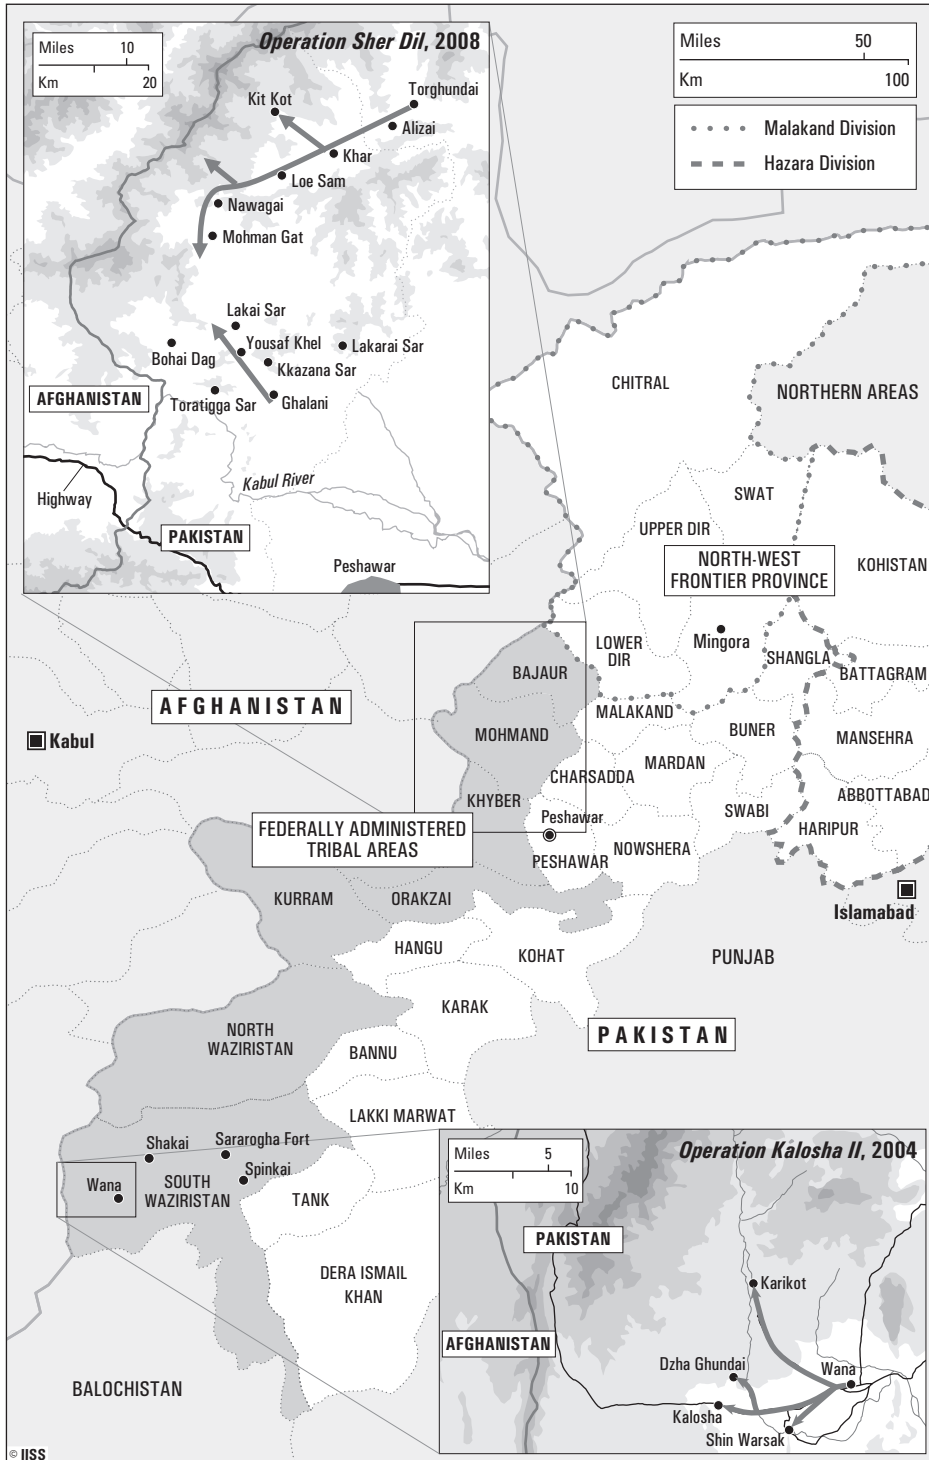 Operation Sher Dil, 2008
Miles 10
Km 20
Torghundai
Kit Kot
Alizai
Khar
Loe Sam
Nawagai
Mohman Gat
Lakai Sar
Yousaf Khel
Lakarai Sar
Bohai Dag
Kkazana Sar
AFGHANISTAN
Toratigga Sar
Ghalani
Kabul River
Highway
PAKISTAN
Peshawar
Miles 50
Km 100
Malakand Division
Hazara Division
CHITRAL
NORTHERN AREAS
SWAT
UPPER DIR
NORTH-WEST
FRONTIER PROVINCE
KOHISTAN
LOWER
DIR
Mingora
SHANGLA
BATTAGRAM
BAJAUR
AFGHANISTAN
MALAKAND
BUNER
Kabul
MOHMAND
MANSEHRA
CHARSADDA
MARDAN
KHYBER
ABBOTTABAD
SWABI
Peshawar
HARIPUR
FEDERALLY ADMINISTERED
TRIBAL AREAS
PESHAWAR
NOWSHERA
KURRAM
ORAKZAI
Islamabad
HANGU
KOHAT
PUNJAB
KARAK
NORTH
WAZIRISTAN
PAKISTAN
BANNU
LAKKI MARWAT
Shakai
Sararogha Fort
Spinkai
Wana
SOUTH
WAZIRISTAN
TANK
DERA ISMAIL
KHAN
BALOCHISTAN
Operation Kalosha II, 2004
Miles 5
Km 10
PAKISTAN
Karikot
AFGHANISTAN
Dzha Ghundai
Wana
Kalosha
Shin Warsak
© IISS